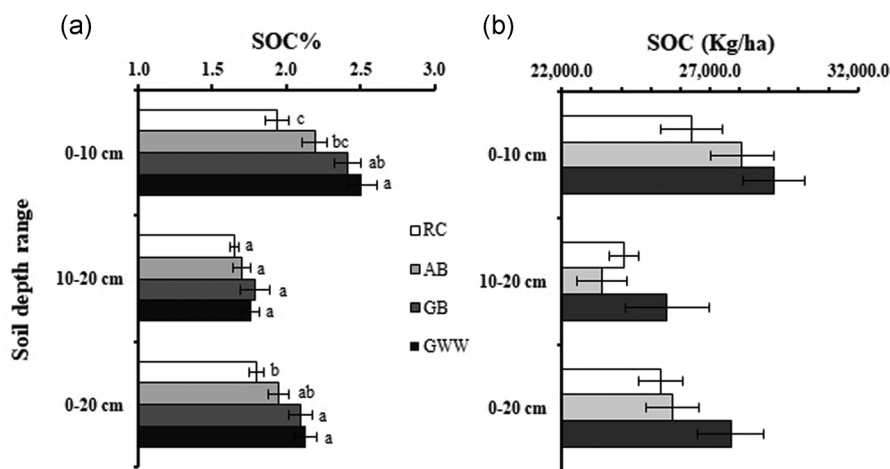 (a)
SOC%
1.0 1.5 2.0 2.5 3.0
Soil depth range
0-10 cm
c
bc
ab
a
10-20 cm
a
a
a
a
0-20 cm
b
ab
a
a
RC
AB
GB
GWW
(b)
SOC (Kg/ha)
22,000.0 27,000.0 32,000.0
0-10 cm
10-20 cm
0-20 cm